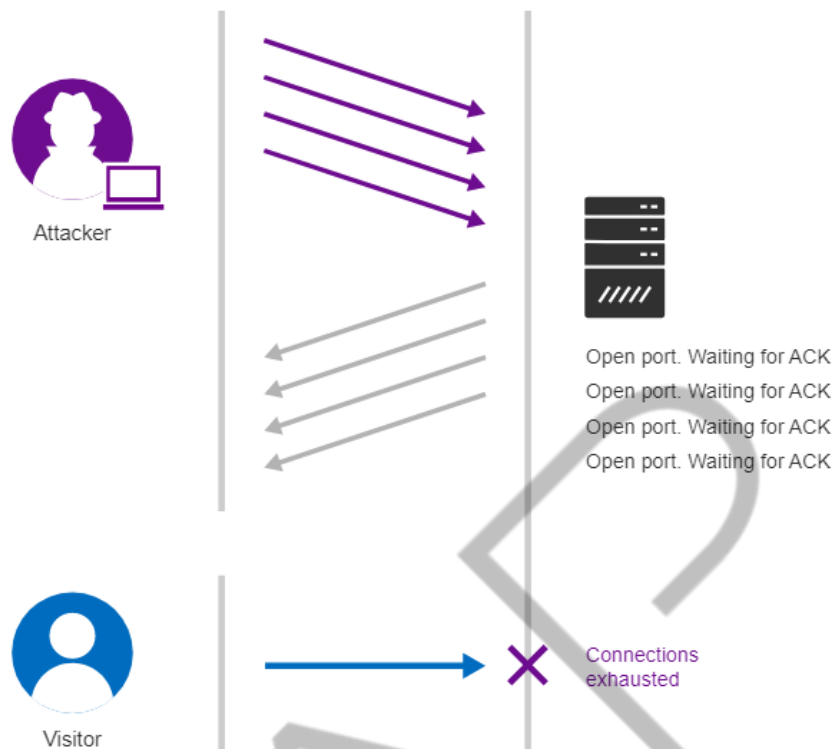 Attacker
Open port. Waiting for ACK
Open port. Waiting for ACK
Open port. Waiting for ACK
Open port. Waiting for ACK
Connections
exhausted
Visitor